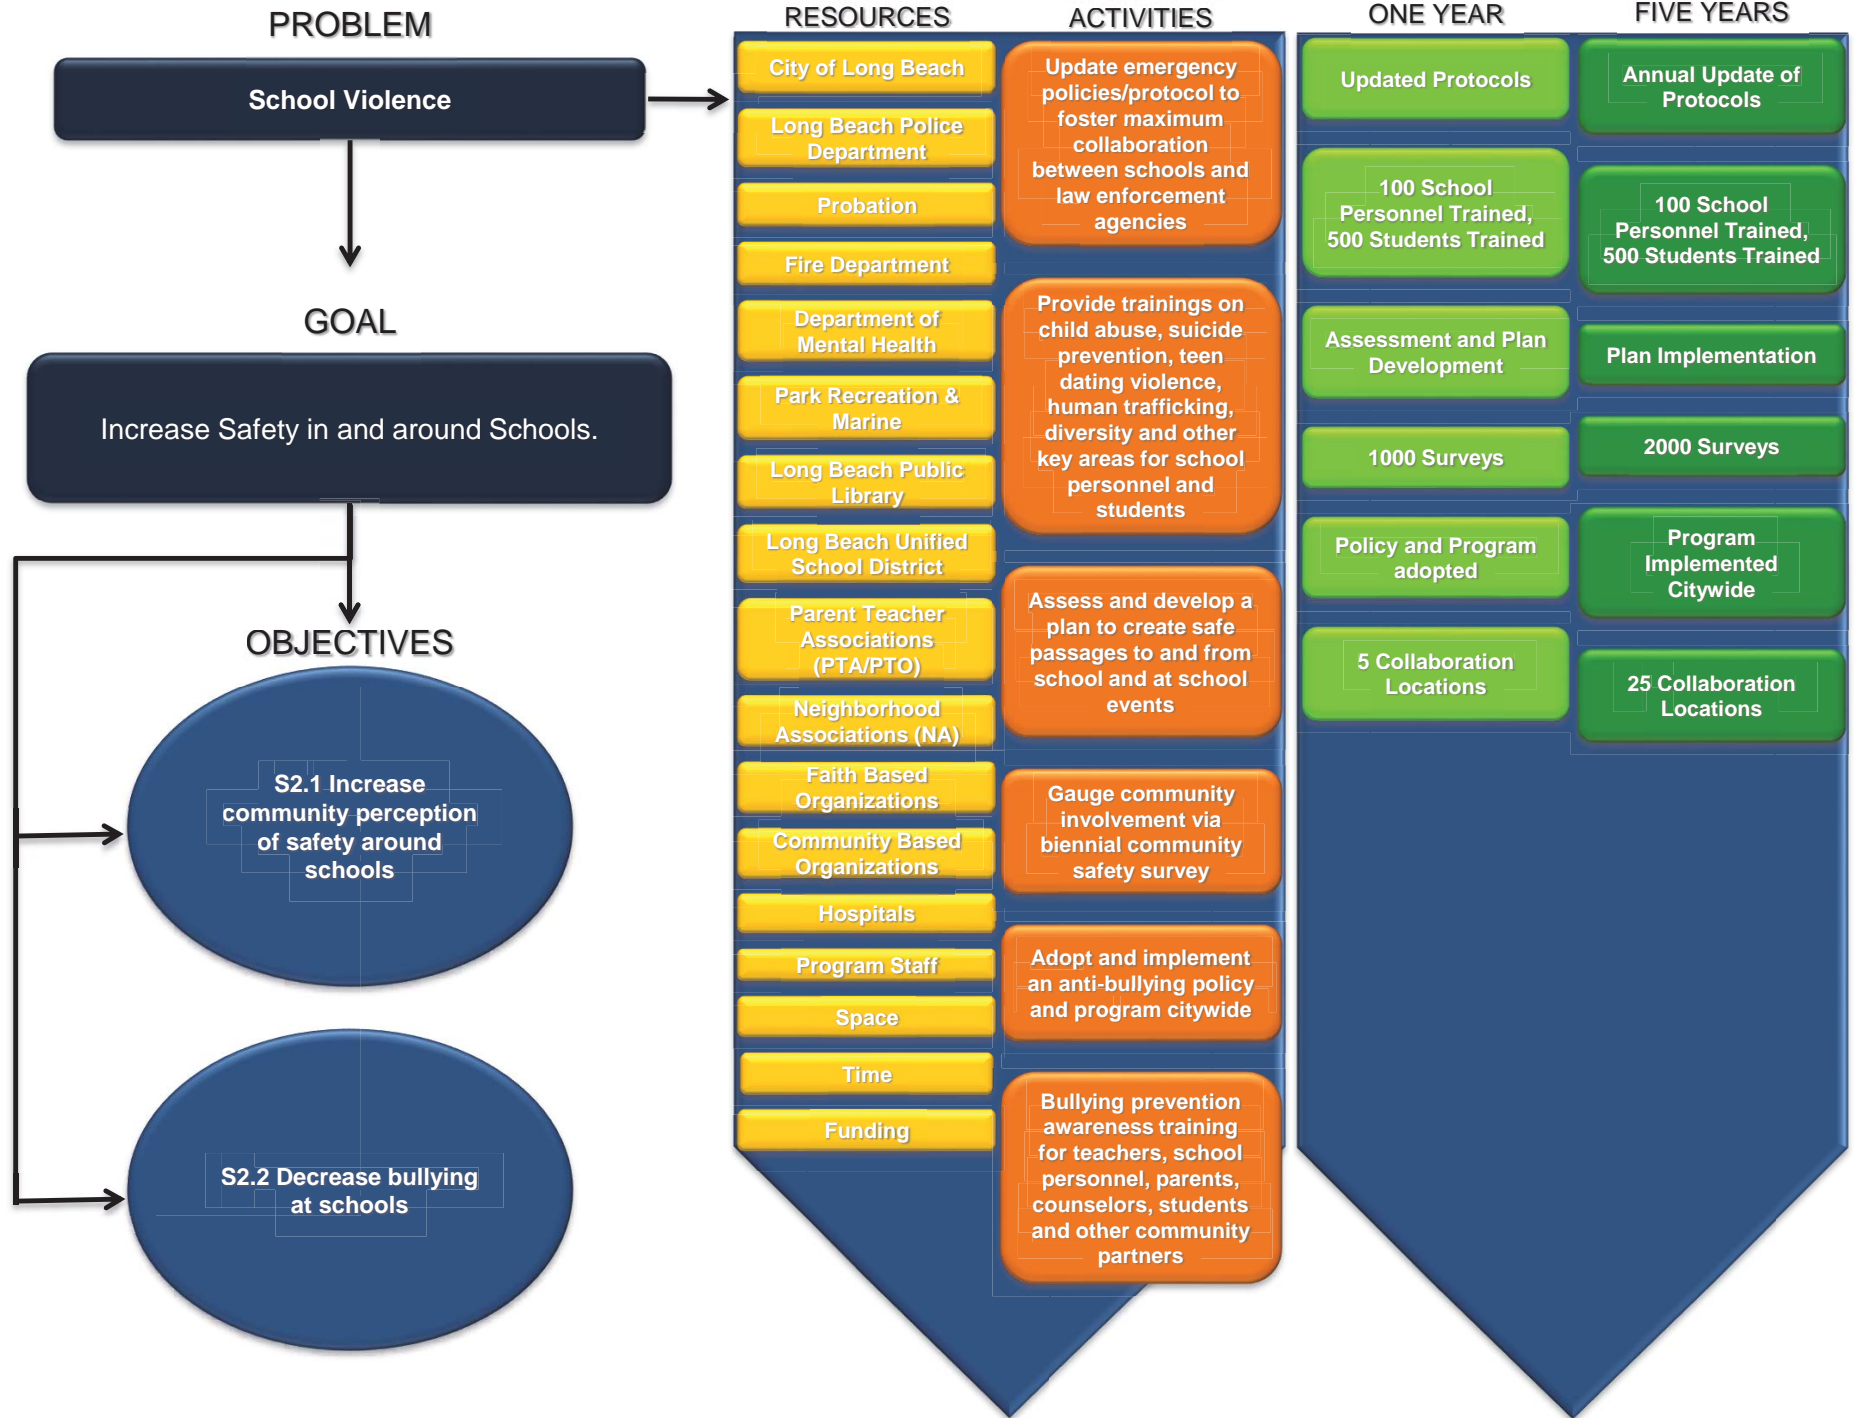 PROBLEM
School Violence
GOAL
Increase Safety in and around Schools.
OBJECTIVES
S2.1 Increase
community perception
of safety around
schools
S2.2 Decrease bullying
at schools
RESOURCES
City of Long Beach
Long Beach Police
Department
Probation
Fire Department
Department of
Mental Health
Park Recreation &
Marine
Long Beach Public
Library
Long Beach Unified
School District
Parent Teacher
Associations
(PTA/PTO)
Neighborhood
Associations (NA)
Faith Based
Organizations
Community Based
Organizations
Hospitals
Program Staff
Space
Time
Funding
ACTIVITIES
Update emergency
policies/protocol to
foster maximum
collaboration
between schools and
law enforcement
agencies
Provide trainings on
child abuse, suicide
prevention, teen
dating violence,
human trafficking,
diversity and other
key areas for school
personnel and
students
Assess and develop a
plan to create safe
passages to and from
school and at school
events
Gauge community
involvement via
biennial community
safety survey
Adopt and implement
an anti-bullying policy
and program citywide
Bullying prevention
awareness training
for teachers, school
personnel, parents,
counselors, students
and other community
partners
ONE YEAR
Updated Protocols
100 School
Personnel Trained,
500 Students Trained
Assessment and Plan
Development
1000 Surveys
Policy and Program
adopted
5 Collaboration
Locations
FIVE YEARS
Annual Update of
Protocols
100 School
Personnel Trained,
500 Students Trained
Plan Implementation
2000 Surveys
Program
Implemented
Citywide
25 Collaboration
Locations